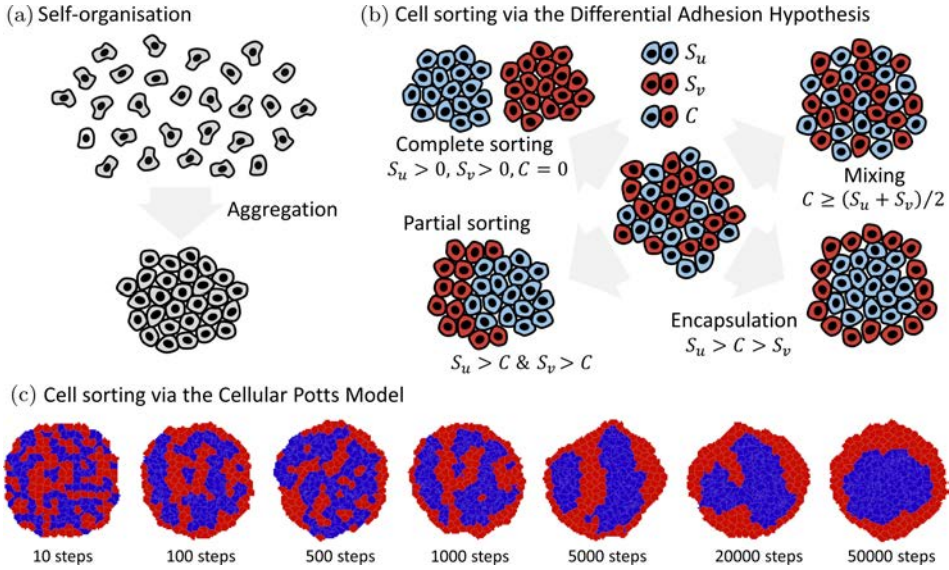 (a) Self-organisation
Aggregation
(b) Cell sorting via the Differential Adhesion Hypothesis
S_u
S_v
C
Complete sorting
S_u > 0, S_v > 0, C = 0
Mixing
C ≥ (S_u + S_v)/2
Partial sorting
S_u > C & S_v > C
Encapsulation
S_u > C > S_v
(c) Cell sorting via the Cellular Potts Model
10 steps 100 steps 500 steps 1000 steps 5000 steps 20000 steps 50000 steps